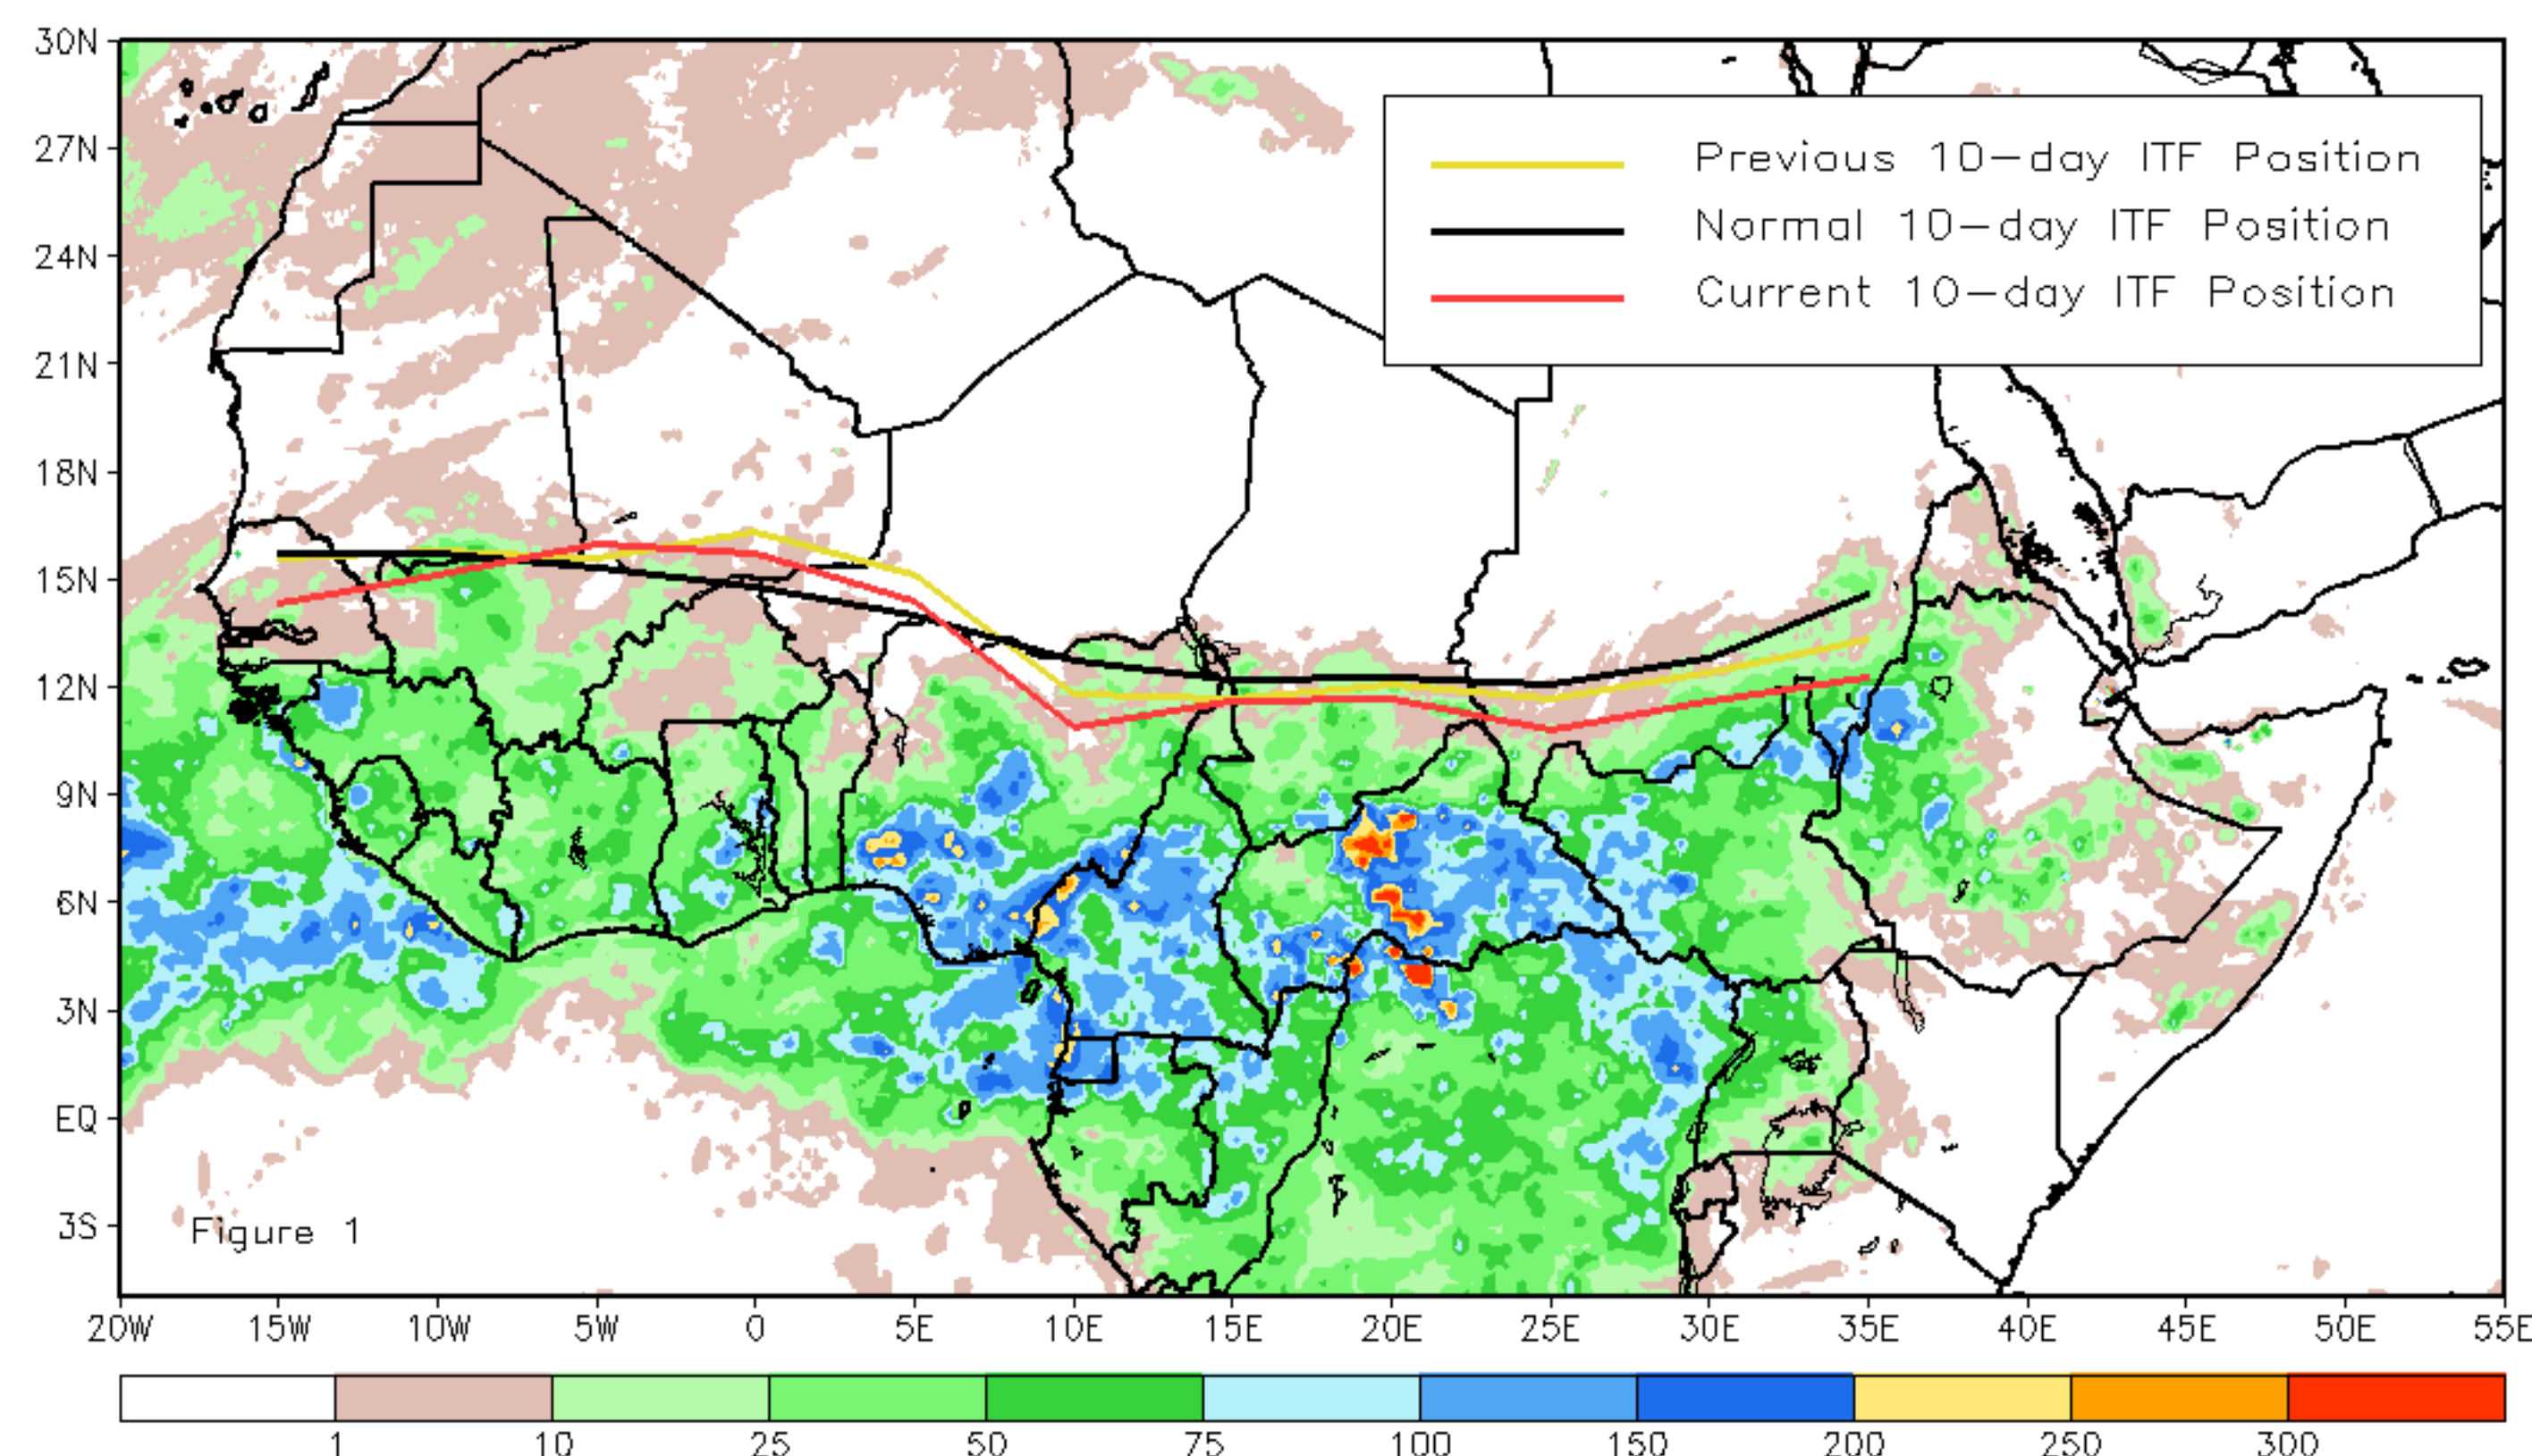 30N
27N
24N
21N
18N
15N
12N
9N
6N
3N
EQ
3S
Previous 10-day ITF Position
Normal 10-day ITF Position
Current 10-day ITF Position
Figure 1
20W 15W 10W 5W 0 5E 10E 15E 20E 25E 30E 35E 40E 45E 50E 55E
1 10 25 50 75 100 150 200 250 300